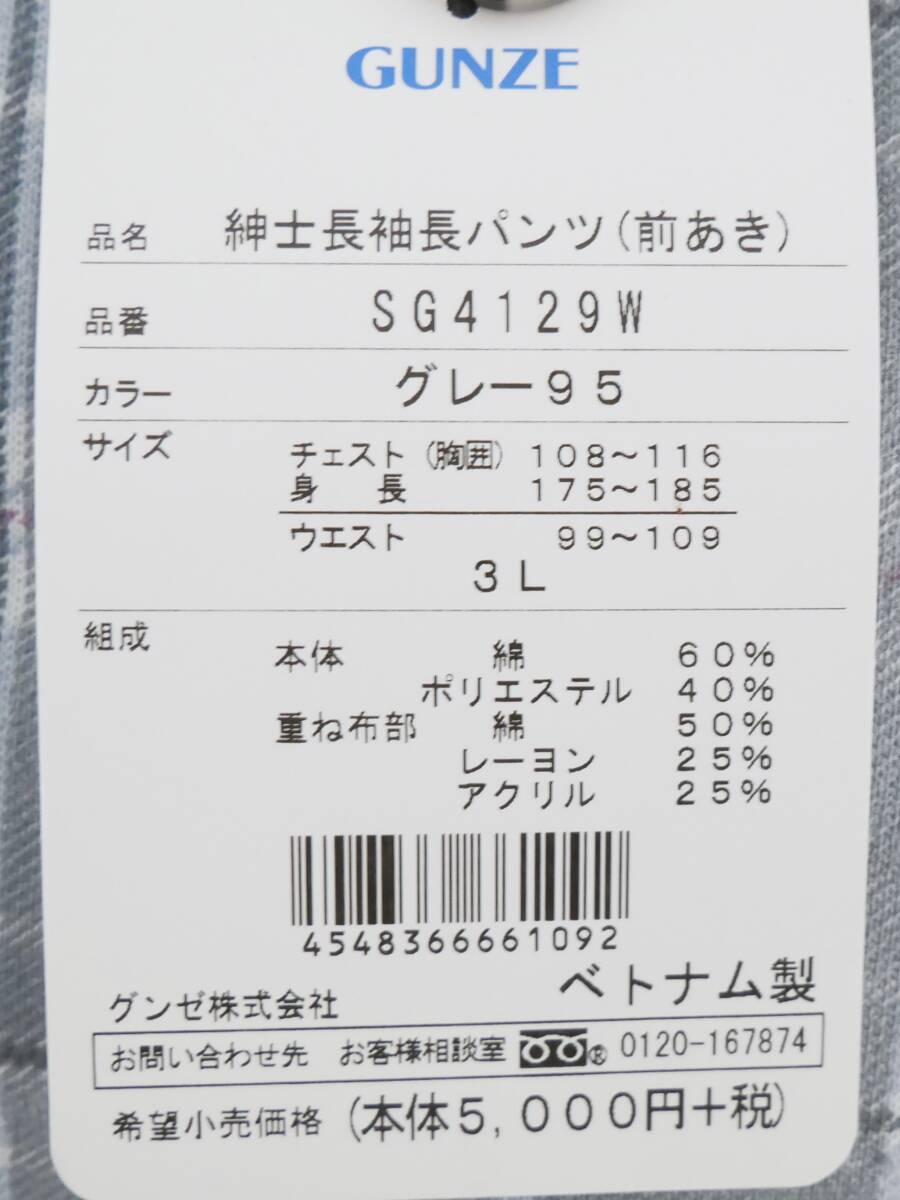 GUNZE
品名 紳士長袖長パンツ(前あき)
品番 SG4129W
カラー グレー95
サイズ チェスト(胸囲) 108～116
身長 175～185
ウエスト 99～109
3L
組成 本体 綿 60%
ポリエステル 40%
重ね布部 綿 50%
レーヨン 25%
アクリル 25%
4548366661092
ベトナム製
グンゼ株式会社
お問い合わせ先 お客様相談室 ® 0120-167874
希望小売価格 (本体5,000円+税)